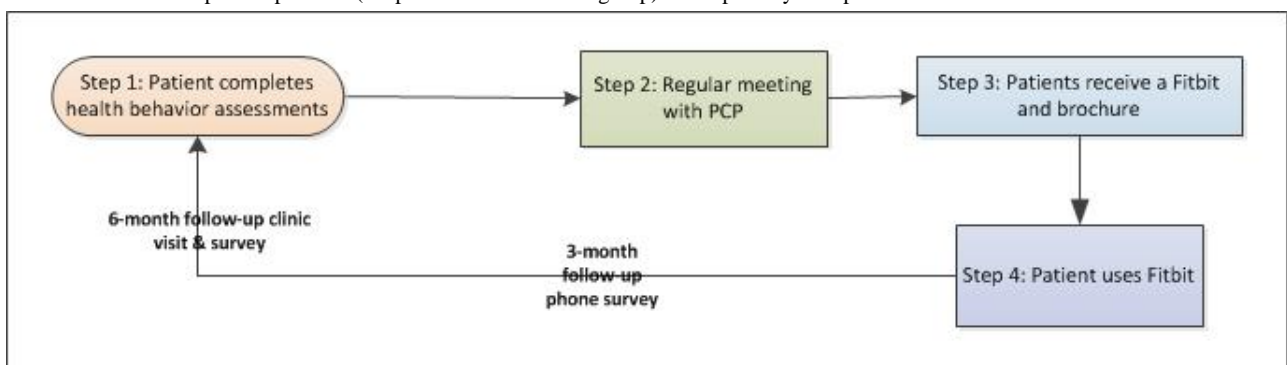 Step 1: Patient completes
health behavior assessments
Step 2: Regular meeting
with PCP
Step 3: Patients receive a Fitbit
and brochure
6-month follow-up clinic
visit & survey
3-month
follow-up
phone survey
Step 4: Patient uses Fitbit